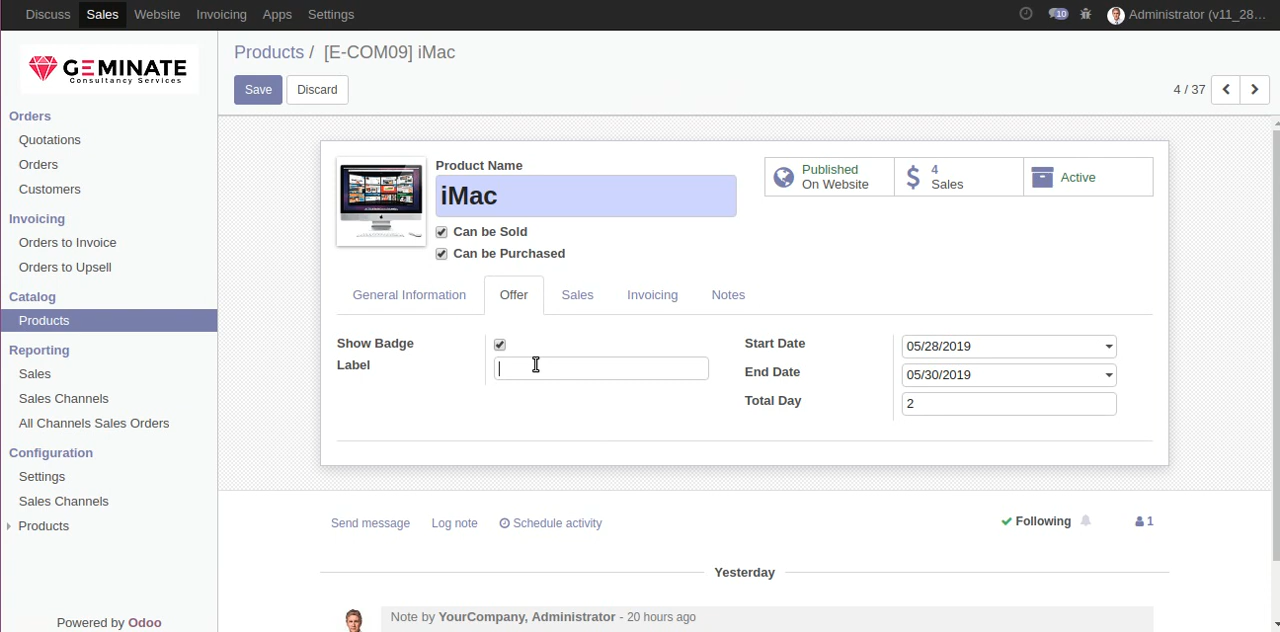 Discuss Sales Website Invoicing Apps Settings
10 Administrator (v11_28...
GEMINATE
Consultancy Services
Products / [E-COM09] iMac
Save Discard
4 / 37
Orders
Quotations
Orders
Customers
Invoicing
Orders to Invoice
Orders to Upsell
Catalog
Products
Reporting
Sales
Sales Channels
All Channels Sales Orders
Configuration
Settings
Sales Channels
Products
Powered by Odoo
Product Name
iMac
Can be Sold
Can be Purchased
Published
On Website
4
Sales
Active
General Information Offer Sales Invoicing Notes
Show Badge
Label
Start Date 05/28/2019
End Date 05/30/2019
Total Day 2
Send message Log note Schedule activity
Following 1
Yesterday
Note by YourCompany, Administrator - 20 hours ago